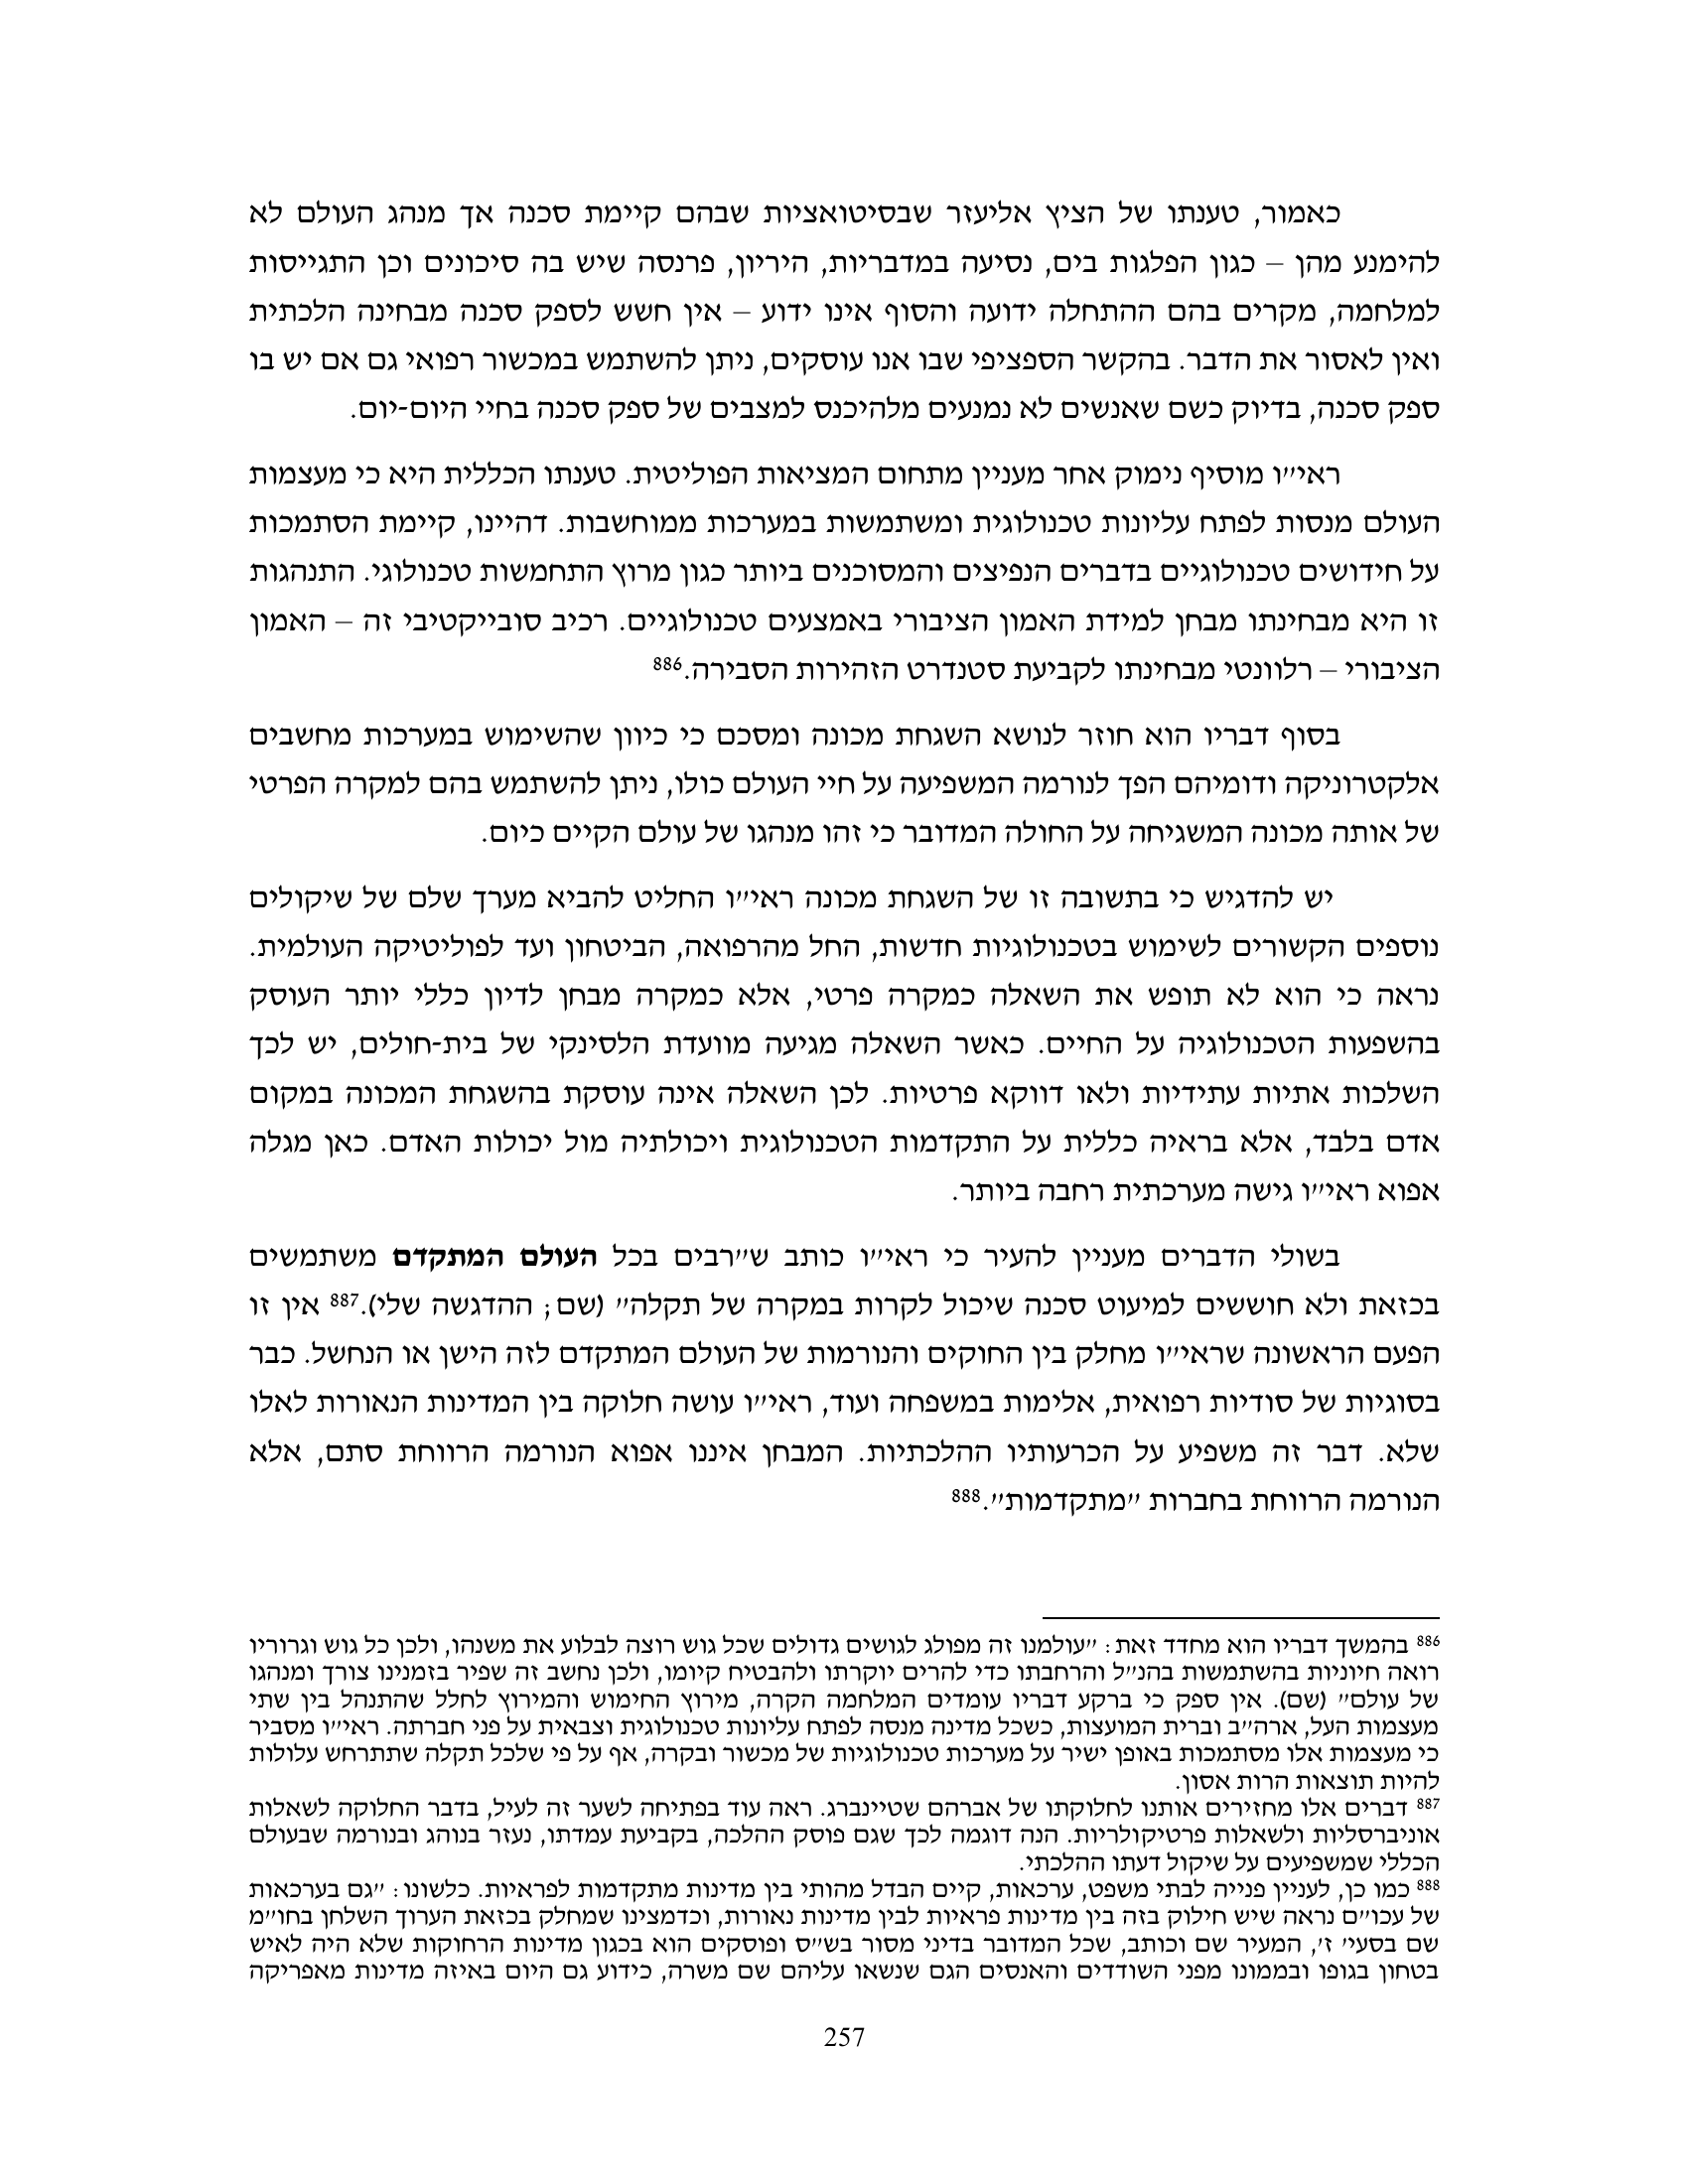 כאמור, טענתו של הציץ אליעזר שבסיטואציות שבהם קיימת סכנה אך מנהג העולם לא
להימנע מהן – כגון הפלגות בים, נסיעה במדבריות, היריון, פרנסה שיש בה סיכונים וכן התגייסות
למלחמה, מקרים בהם ההתחלה ידועה והסוף אינו ידוע – אין חשש לספק סכנה מבחינה הלכתית
ואין לאסור את הדבר. בהקשר הספציפי שבו אנו עוסקים, ניתן להשתמש במכשור רפואי גם אם יש בו
ספק סכנה, בדיוק כשם שאנשים לא נמנעים מלהיכנס למצבים של ספק סכנה בחיי היום-יום.
ראי״ו מוסיף נימוק אחר מעניין מתחום המציאות הפוליטית. טענתו הכללית היא כי מעצמות
העולם מנסות לפתח עליונות טכנולוגית ומשתמשות במערכות ממוחשבות. דהיינו, קיימת הסתמכות
על חידושים טכנולוגיים בדברים הנפיצים והמסוכנים ביותר כגון מרוץ התחמשות טכנולוגי. התנהגות
זו היא מבחינתו מבחן למידת האמון הציבורי באמצעים טכנולוגיים. רכיב סובייקטיבי זה – האמון
הציבורי – רלוונטי מבחינתו לקביעת סטנדרט הזהירות הסבירה.886
בסוף דבריו הוא חוזר לנושא השגחת מכונה ומסכם כי כיוון שהשימוש במערכות מחשבים
אלקטרוניקה ודומיהם הפך לנורמה המשפיעה על חיי העולם כולו, ניתן להשתמש בהם למקרה הפרטי
של אותה מכונה המשגיחה על החולה המדובר כי זהו מנהגו של עולם הקיים כיום.
יש להדגיש כי בתשובה זו של השגחת מכונה ראי״ו החליט להביא מערך שלם של שיקולים
נוספים הקשורים לשימוש בטכנולוגיות חדשות, החל מהרפואה, הביטחון ועד לפוליטיקה העולמית.
נראה כי הוא לא תופש את השאלה כמקרה פרטי, אלא כמקרה מבחן לדיון כללי יותר העוסק
בהשפעות הטכנולוגיה על החיים. כאשר השאלה מגיעה מוועדת הלסינקי של בית-חולים, יש לכך
השלכות אתיות עתידיות ולאו דווקא פרטיות. לכן השאלה אינה עוסקת בהשגחת המכונה במקום
אדם בלבד, אלא בראיה כללית על התקדמות הטכנולוגית ויכולתיה מול יכולות האדם. כאן מגלה
אפוא ראי״ו גישה מערכתית רחבה ביותר.
בשולי הדברים מעניין להעיר כי ראי״ו כותב ש״רבים בכל העולם המתקדם משתמשים
בכזאת ולא חוששים למיעוט סכנה שיכול לקרות במקרה של תקלה״ (שם; ההדגשה שלי).887 אין זו
הפעם הראשונה שראי״ו מחלק בין החוקים והנורמות של העולם המתקדם לזה הישן או הנחשל. כבר
בסוגיות של סודיות רפואית, אלימות במשפחה ועוד, ראי״ו עושה חלוקה בין המדינות הנאורות לאלו
שלא. דבר זה משפיע על הכרעותיו ההלכתיות. המבחן איננו אפוא הנורמה הרווחת סתם, אלא
הנורמה הרווחת בחברות ״מתקדמות״.888
886 בהמשך דבריו הוא מחדד זאת: ״עולמנו זה מפולג לגושים גדולים שכל גוש רוצה לבלוע את משנהו, ולכן כל גוש וגרוריו
רואה חיוניות בהשתמשות בהנ״ל והרחבתו כדי להרים יוקרתו ולהבטיח קיומו, ולכן נחשב זה שפיר בזמנינו צורך ומנהגו
של עולם״ (שם). אין ספק כי ברקע דבריו עומדים המלחמה הקרה, מירוץ החימוש והמירוץ לחלל שהתנהל בין שתי
מעצמות העל, ארה״ב וברית המועצות, כשכל מדינה מנסה לפתח עליונות טכנולוגית וצבאית על פני חברתה. ראי״ו מסביר
כי מעצמות אלו מסתמכות באופן ישיר על מערכות טכנולוגיות של מכשור ובקרה, אף על פי שלכל תקלה שתתרחש עלולות
להיות תוצאות הרות אסון.
887 דברים אלו מחזירים אותנו לחלוקתו של אברהם שטיינברג. ראה עוד בפתיחה לשער זה לעיל, בדבר החלוקה לשאלות
אוניברסליות ולשאלות פרטיקולריות. הנה דוגמה לכך שגם פוסק ההלכה, בקביעת עמדתו, נעזר בנוהג ובנורמה שבעולם
הכללי שמשפיעים על שיקול דעתו ההלכתי.
888 כמו כן, לעניין פנייה לבתי משפט, ערכאות, קיים הבדל מהותי בין מדינות מתקדמות לפראיות. כלשונו: ״גם בערכאות
של עכו״ם נראה שיש חילוק בזה בין מדינות פראיות לבין מדינות נאורות, וכדמצינו שמחלק בכזאת הערוך השלחן בחו״מ
שם בסעי׳ ז׳, המעיר שם וכותב, שכל המדובר בדיני מסור בש״ס ופוסקים הוא בכגון מדינות הרחוקות שלא היה לאיש
בטחון בגופו ובממונו מפני השודדים והאנסים הגם שנשאו עליהם שם משרה, כידוע גם היום באיזה מדינות מאפריקה
257